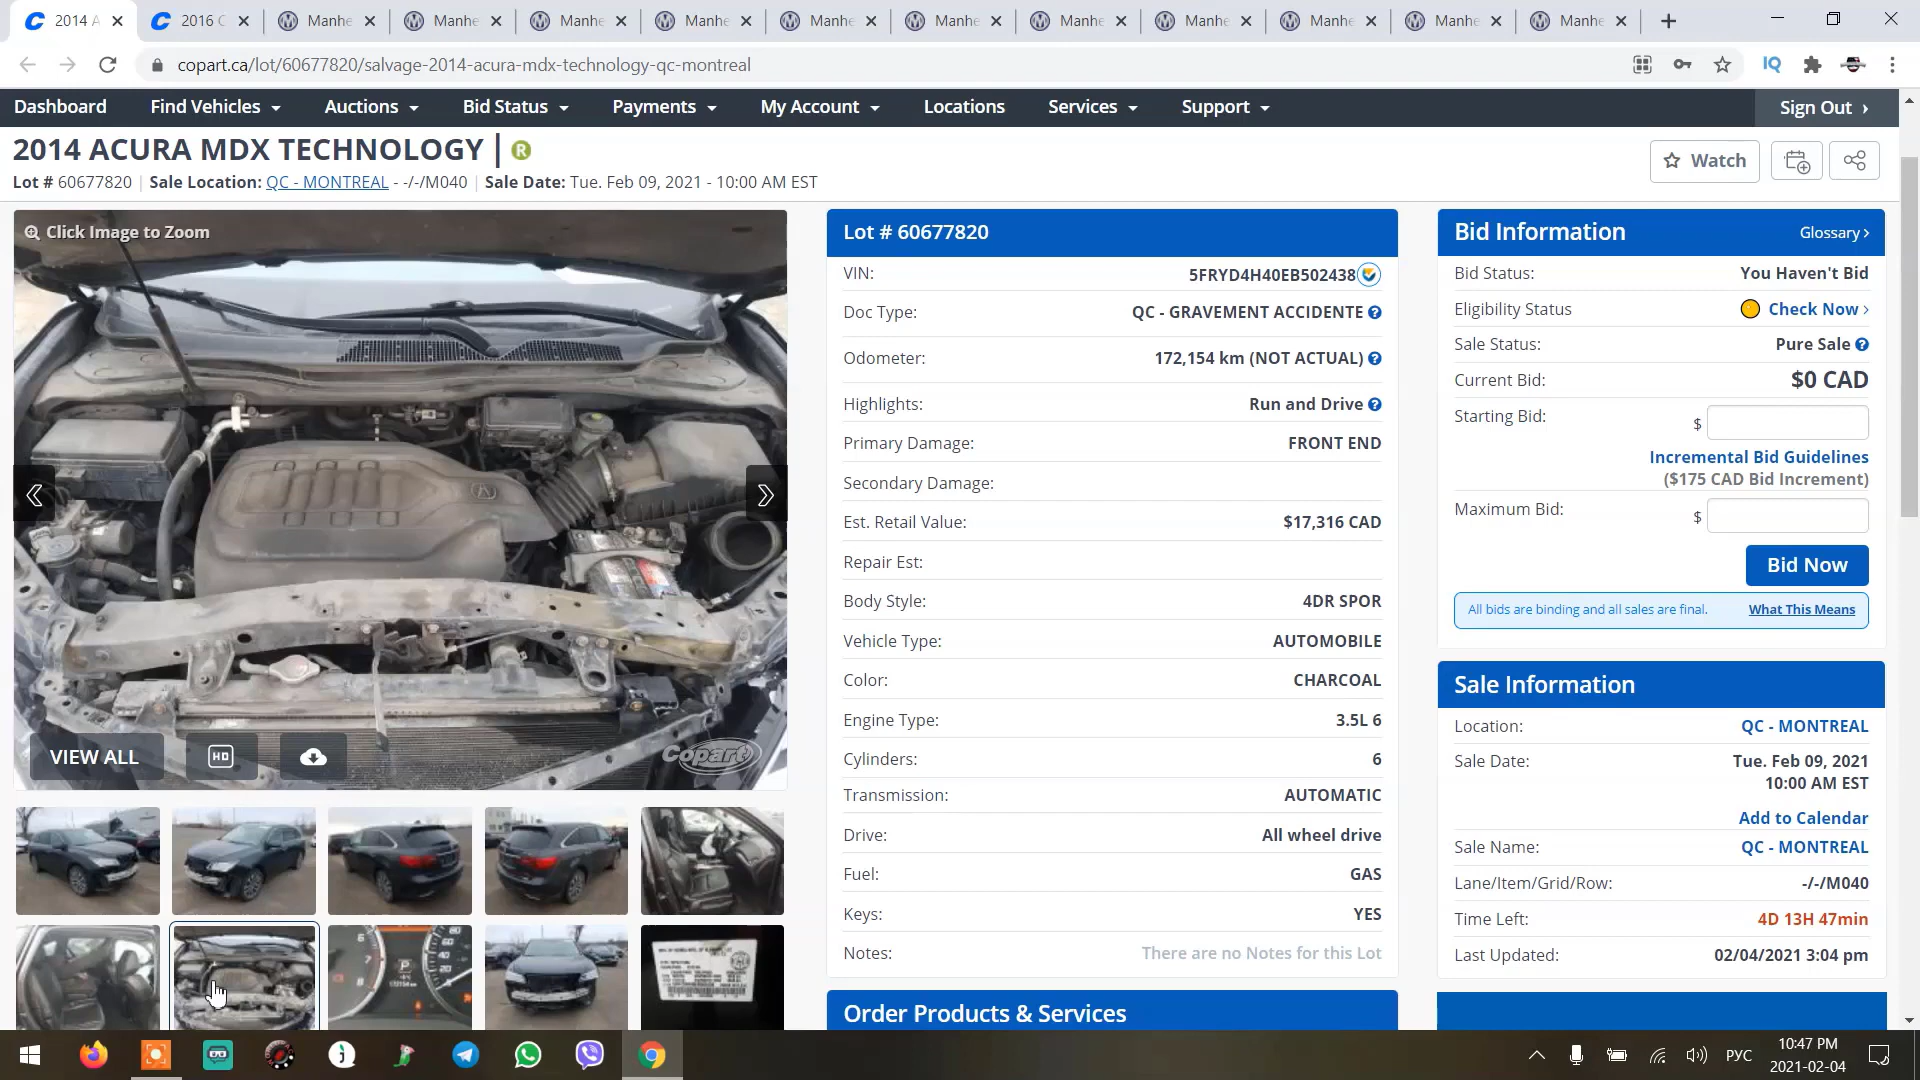 2014 A
2016 C
Manhe
Manhe
Manhe
Manhe
Manhe
Manhe
Manhe
Manhe
Manhe
Manhe
Manhe
copart.ca/lot/60677820/salvage-2014-acura-mdx-technology-qc-montreal
IQ
Dashboard Find Vehicles Auctions Bid Status Payments My Account Locations Services Support Sign Out ›
2014 ACURA MDX TECHNOLOGY | R
Watch
Lot # 60677820 | Sale Location: QC - MONTREAL - -/-/M040 | Sale Date: Tue. Feb 09, 2021 - 10:00 AM EST
Click Image to Zoom
VIEW ALL
HD
Copart
Lot # 60677820
VIN: 5FRYD4H40EB502438
Doc Type: QC - GRAVEMENT ACCIDENTE
Odometer: 172,154 km (NOT ACTUAL)
Highlights: Run and Drive
Primary Damage: FRONT END
Secondary Damage:
Est. Retail Value: $17,316 CAD
Repair Est:
Body Style: 4DR SPOR
Vehicle Type: AUTOMOBILE
Color: CHARCOAL
Engine Type: 3.5L 6
Cylinders: 6
Transmission: AUTOMATIC
Drive: All wheel drive
Fuel: GAS
Keys: YES
Notes: There are no Notes for this Lot
Order Products & Services
Bid Information Glossary ›
Bid Status: You Haven't Bid
Eligibility Status Check Now ›
Sale Status: Pure Sale
Current Bid: $0 CAD
Starting Bid: $
Incremental Bid Guidelines
($175 CAD Bid Increment)
Maximum Bid: $
Bid Now
All bids are binding and all sales are final. What This Means
Sale Information
Location: QC - MONTREAL
Sale Date: Tue. Feb 09, 2021
10:00 AM EST
Add to Calendar
Sale Name: QC - MONTREAL
Lane/Item/Grid/Row: -/-/M040
Time Left: 4D 13H 47min
Last Updated: 02/04/2021 3:04 pm
РУС
10:47 PM
2021-02-04